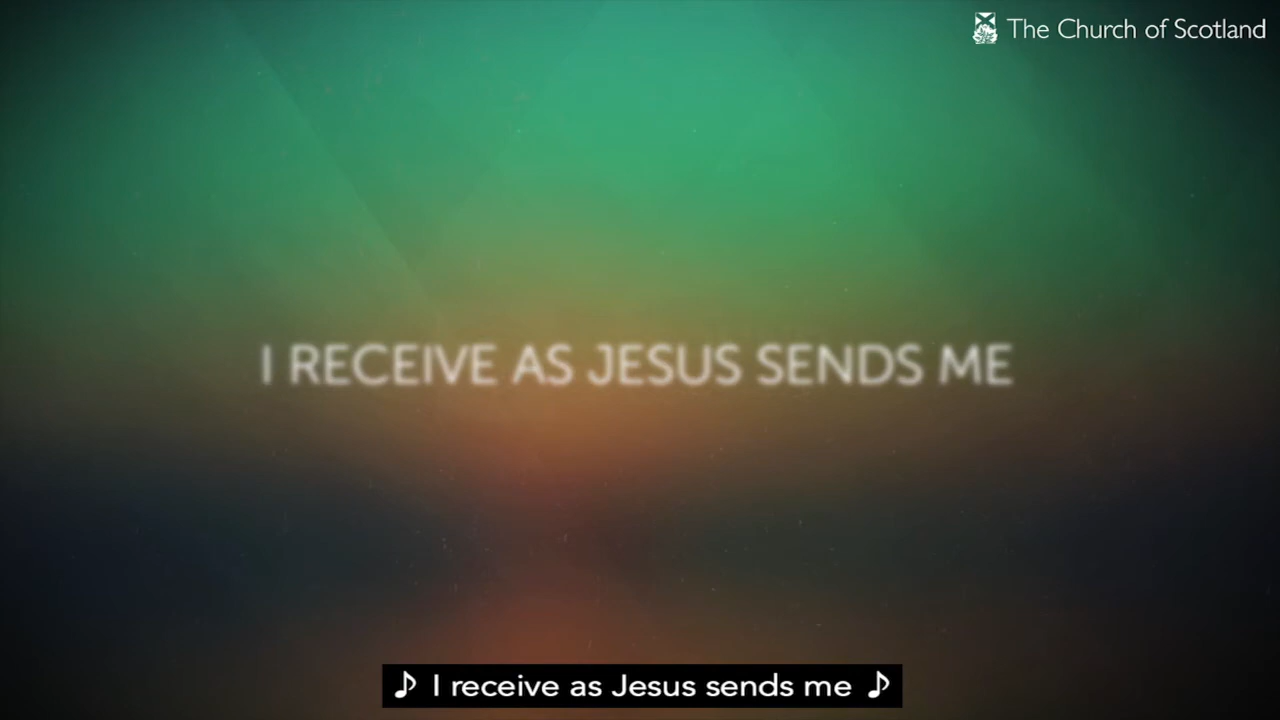 The Church of Scotland
I RECEIVE AS JESUS SENDS ME
♪ I receive as Jesus sends me ♪